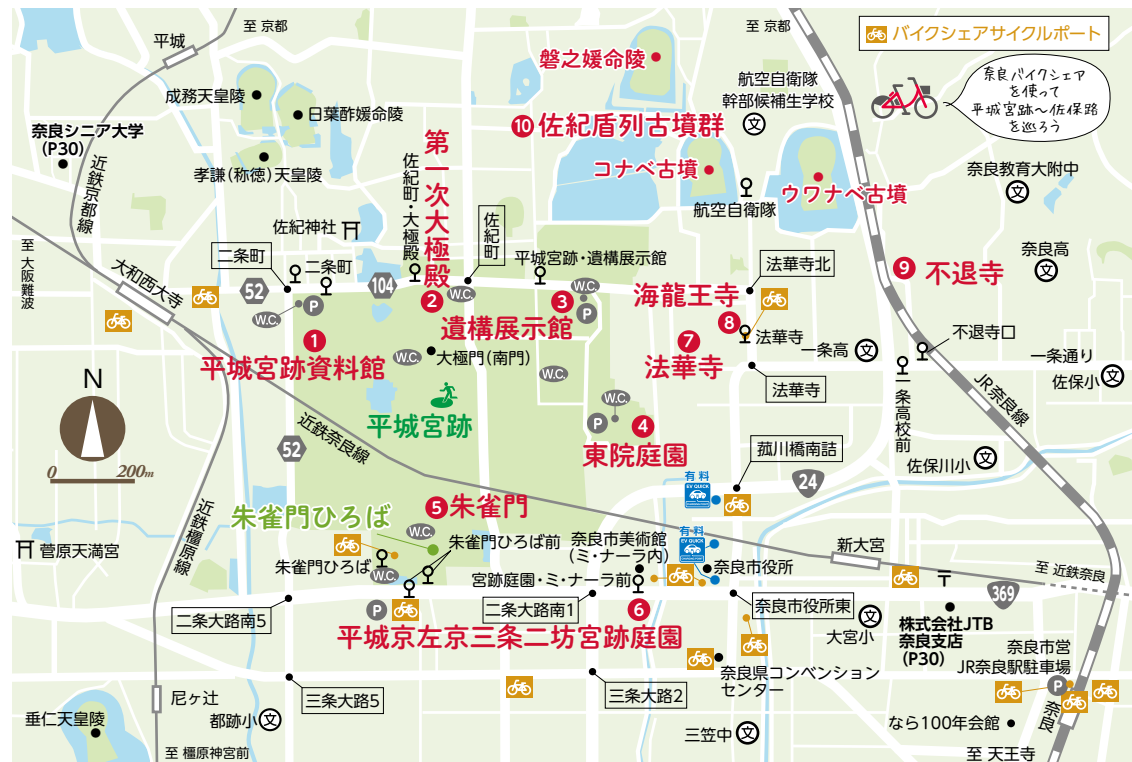 平城
至 京都
至 京都
バイクシェアサイクルポート
奈良バイクシェア
を使って
平城宮跡～佐保路
を巡ろう
磐之媛命陵
航空自衛隊
幹部候補生学校
文
成務天皇陵
日葉酢媛命陵
奈良シニア大学
(P30)
孝謙(称徳)天皇陵
近鉄京都線
第一次大極殿
佐紀町・大極殿
❿佐紀盾列古墳群
コナベ古墳
ウワナベ古墳
航空自衛隊
奈良教育大附中
文
佐紀神社
佐紀町
平城宮跡・遺構展示館
至 大阪難波
大和西大寺
二条町
二条町
52
104
P
W.C.
❷
W.C.
❸
W.C.
P
遺構展示館
法華寺北
海龍王寺
❽
❼
法華寺
法華寺
法華寺
❾ 不退寺
奈良高
文
不退寺口
一条高
文
一条通り
佐保小
文
一条高校前
JR奈良線
❶
平城宮跡資料館
W.C.
大極門(南門)
W.C.
平城宮跡
W.C.
P
❹
東院庭園
N
0 200m
近鉄奈良線
52
菰川橋南詰
24
佐保川小
文
有料
EV QUICK
近鉄橿原線
朱雀門ひろば
❺朱雀門
W.C.
朱雀門ひろば前
朱雀門ひろば
W.C.
P
奈良市美術館
(ミ・ナーラ内)
宮跡庭園・ミ・ナーラ前
有料
EV QUICK
奈良市役所
新大宮
至 近鉄奈良
菅原天満宮
二条大路南5
二条大路南1
❻
平城京左京三条二坊宮跡庭園
奈良市役所東
文
大宮小
369
株式会社JTB
奈良支店
(P30)
奈良市営
JR奈良駅駐車場
P
奈良
奈良県コンベンション
センター
三条大路5
三条大路2
尼ヶ辻
都跡小
文
垂仁天皇陵
三笠中
文
なら100年会館
至 橿原神宮前
至 天王寺